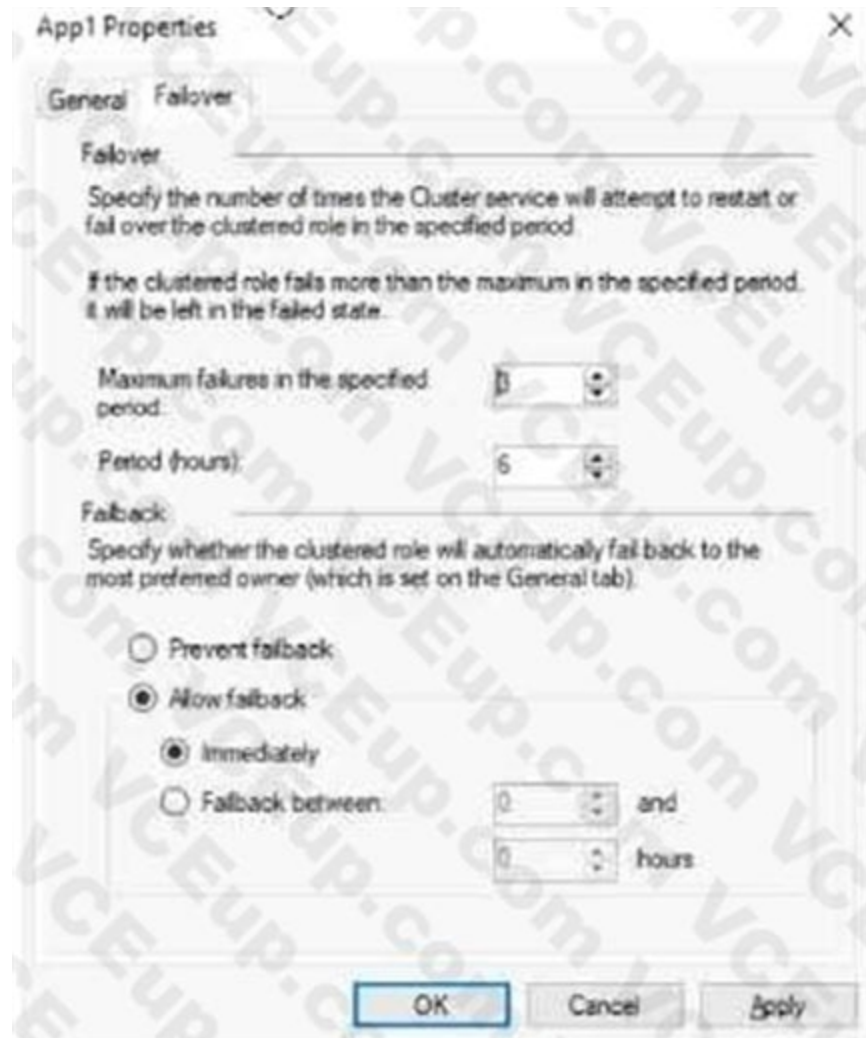 App1 Properties
General Failover
Failover
Specify the number of times the Cluster service will attempt to restart or
fail over the clustered role in the specified period.
If the clustered role fails more than the maximum in the specified period,
it will be left in the failed state.
Maximum failures in the specified
period:
Period (hours): 6
Failback
Specify whether the clustered role will automatically fail back to the
most preferred owner (which is set on the General tab).
Prevent failback
Allow failback
Immediately
Failback between: 0 and
0 hours
OK Cancel Apply
VCEup.com